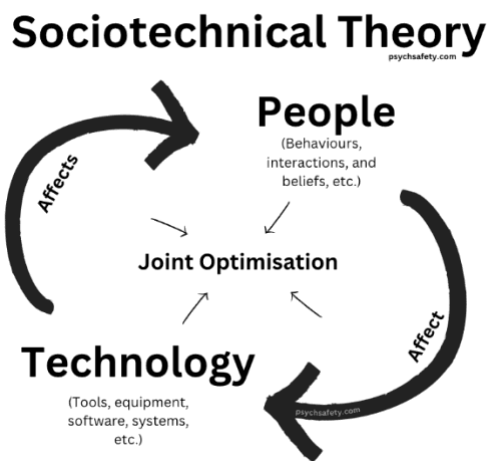 Sociotechnical Theory
psychsafety.com
People
(Behaviours,
interactions, and
beliefs, etc.)
Affects
Joint Optimisation
Technology
(Tools, equipment,
software, systems,
etc.)
Affect
psychsafety.com